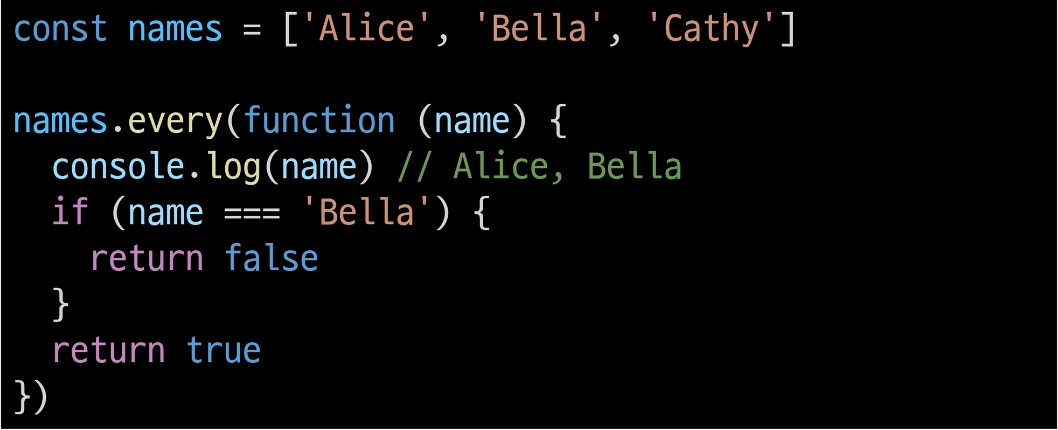 const names = ['Alice', 'Bella', 'Cathy']

names.every(function (name) {
  console.log(name) // Alice, Bella
  if (name === 'Bella') {
    return false
  }
  return true
})